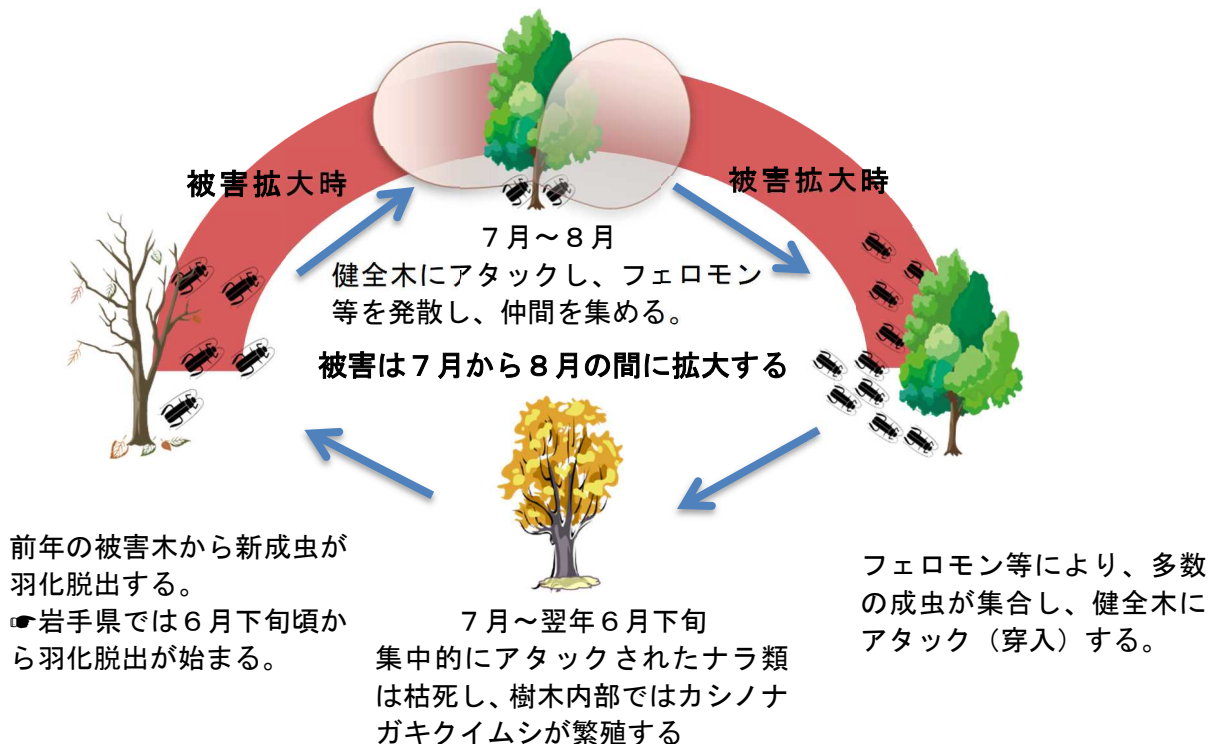 被害拡大時
被害拡大時
７月～８月
健全木にアタックし、フェロモン
等を発散し、仲間を集める。
被害は７月から８月の間に拡大する
前年の被害木から新成虫が
羽化脱出する。
☛岩手県では６月下旬頃か
ら羽化脱出が始まる。
７月～翌年６月下旬
集中的にアタックされたナラ類
は枯死し、樹木内部ではカシノナ
ガキクイムシが繁殖する
フェロモン等により、多数
の成虫が集合し、健全木に
アタック（穿入）する。